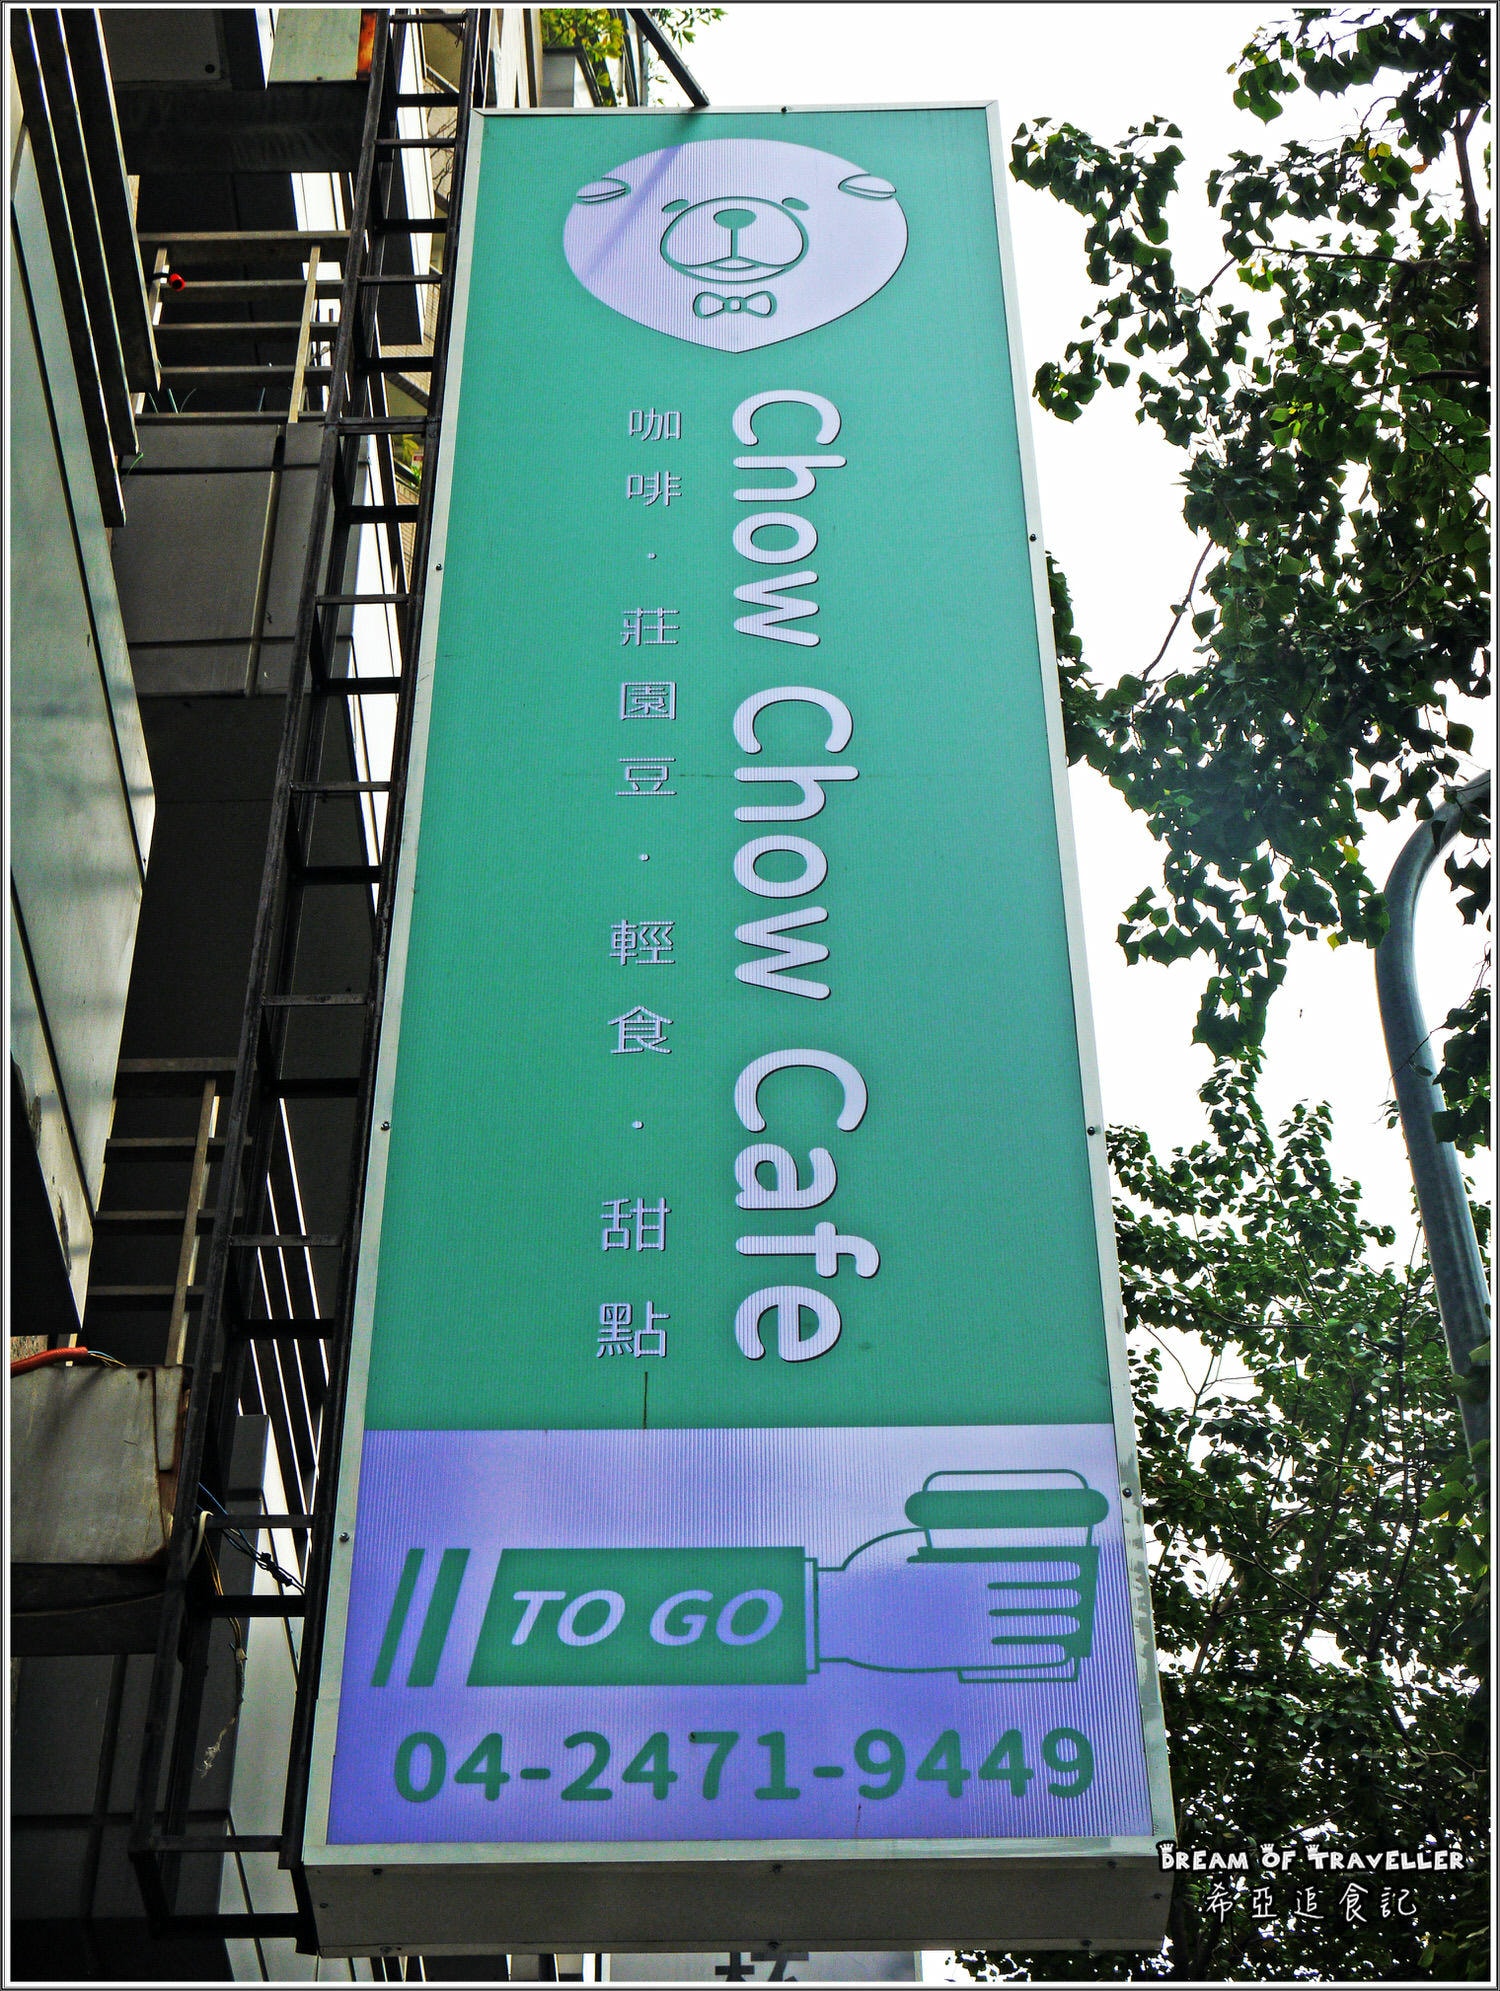 Chow Chow Cafe
咖啡．莊園豆．輕食．甜點
TO GO
04-2471-9449
DREAM OF TRAVELLER
希亞追食記